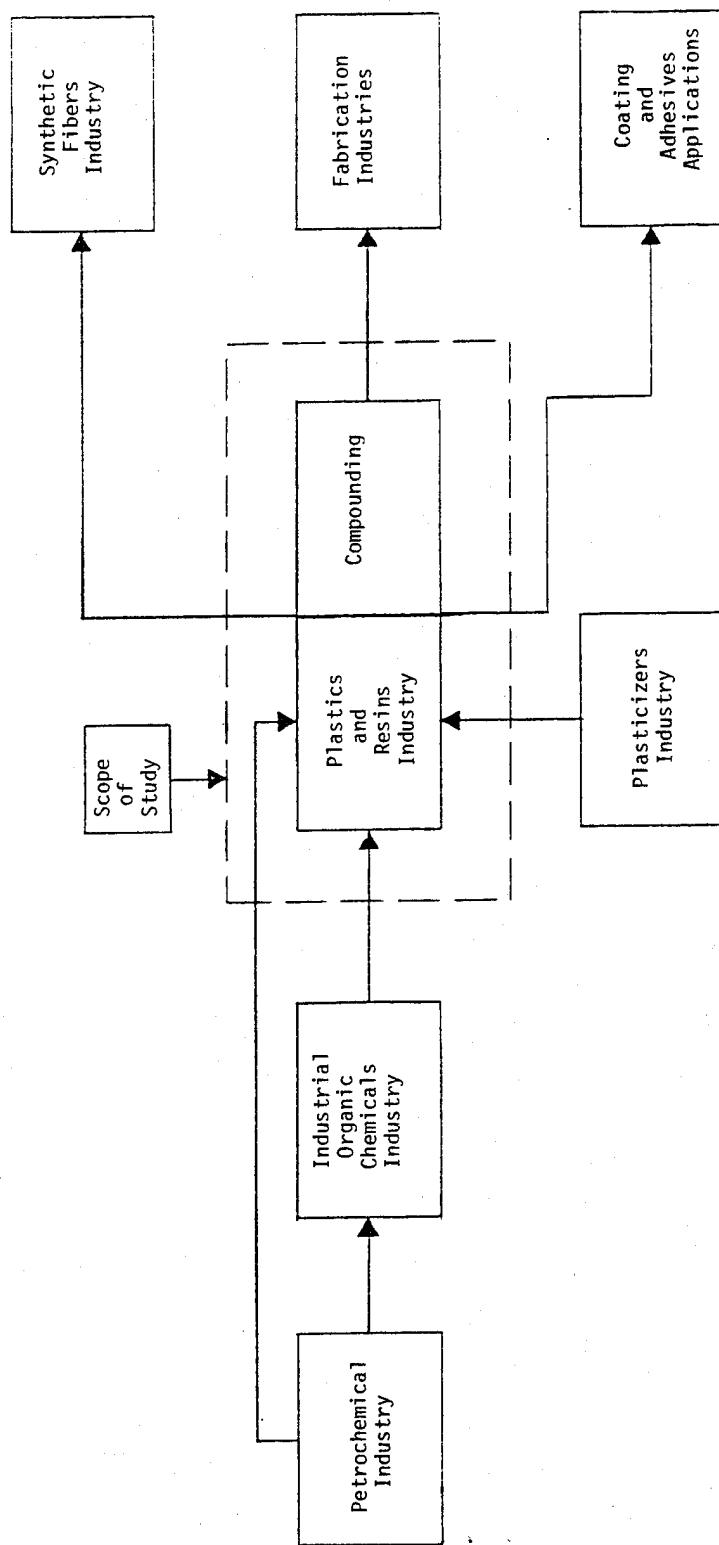 Petrochemical
Industry
Industrial
Organic
Chemicals
Industry
Scope
of
Study
Plastics
and
Resins
Industry
Compounding
Plasticizers
Industry
Synthetic
Fibers
Industry
Fabrication
Industries
Coating
and
Adhesives
Applications